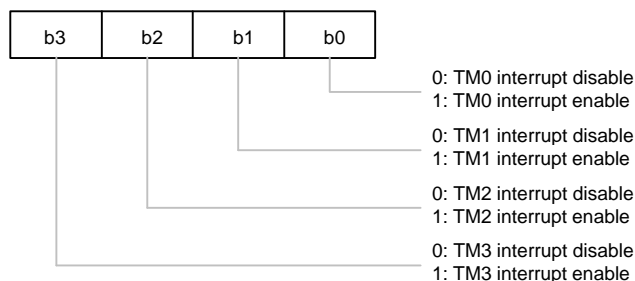 b3 b2 b1 b0
0: TM0 interrupt disable
1: TM0 interrupt enable
0: TM1 interrupt disable
1: TM1 interrupt enable
0: TM2 interrupt disable
1: TM2 interrupt enable
0: TM3 interrupt disable
1: TM3 interrupt enable